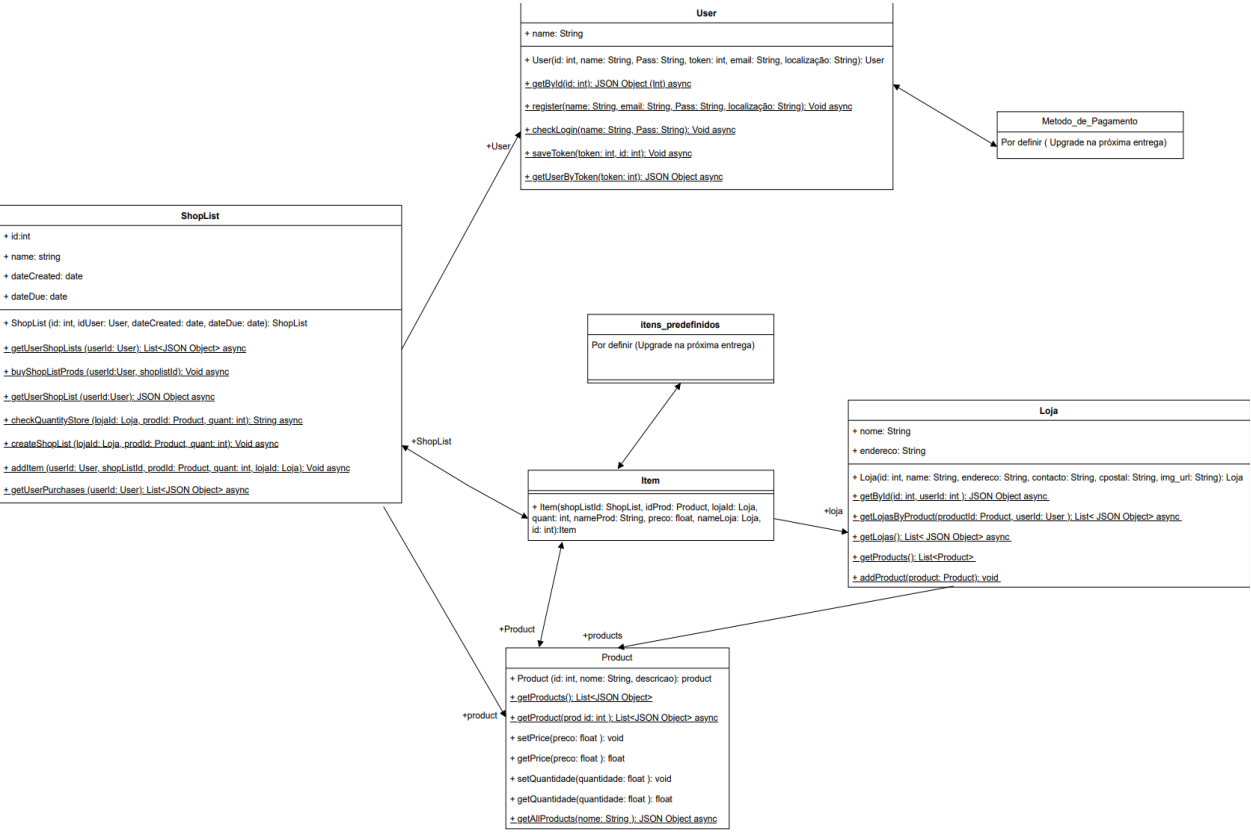 User
+ name: String
+ User(id: int, name: String, Pass: String, token: int, email: String, localização: String): User
+ getById(id: int): JSON Object (Int) async
+ register(name: String, email: String, Pass: String, localização: String): Void async
+ checkLogin(name: String, Pass: String): Void async
+ saveToken(token: int, id: int): Void async
+ getUserByToken(token: int): JSON Object async
Metodo_de_Pagamento
Por definir ( Upgrade na próxima entrega)
+User
ShopList
+ id:int
+ name: string
+ dateCreated: date
+ dateDue: date
+ ShopList (id: int, idUser: User, dateCreated: date, dateDue: date): ShopList
+ getUserShopLists (userId: User): List<JSON Object> async
+ buyShopListProds (userId:User, shoplistId): Void async
+ getUserShopList (userId:User): JSON Object async
+ checkQuantityStore (lojaId: Loja, prodId: Product, quant: int): String async
+ createShopList (lojaId: Loja, prodId: Product, quant: int): Void async
+ addItem (userId: User, shopListId, prodId: Product, quant: int, lojaId: Loja): Void async
+ getUserPurchases (userId: User): List<JSON Object> async
itens_predefinidos
Por definir (Upgrade na próxima entrega)
+ShopList
Item
+ Item(shopListId: ShopList, idProd: Product, lojaId: Loja,
quant: int, nameProd: String, preco: float, nameLoja: Loja,
id: int):Item
+loja
Loja
+ nome: String
+ endereco: String
+ Loja(id: int, name: String, endereco: String, contacto: String, cpostal: String, img_url: String): Loja
+ getById(id: int, userId: int ): JSON Object async
+ getLojasByProduct(productId: Product, userId: User ): List< JSON Object> async
+ getLojas(): List< JSON Object> async
+ getProducts(): List<Product>
+ addProduct(product: Product): void
+Product
+products
+product
Product
+ Product (id: int, nome: String, descricao): product
+ getProducts(): List<JSON Object>
+ getProduct(prod id: int ): List<JSON Object> async
+ setPrice(preco: float ): void
+ getPrice(preco: float ): float
+ setQuantidade(quantidade: float ): void
+ getQuantidade(quantidade: float ): float
+ getAllProducts(nome: String ): JSON Object async